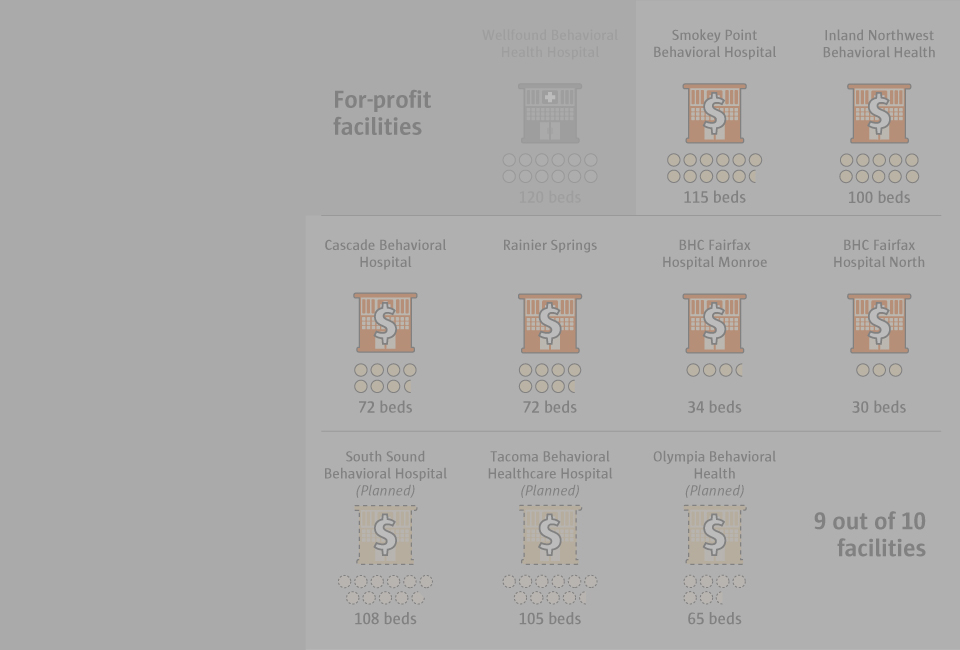 Wellfound Behavioral
Health Hospital
Smokey Point
Behavioral Hospital
Inland Northwest
Behavioral Health
For-profit
facilities
120 beds
115 beds
100 beds
Cascade Behavioral
Hospital
Rainier Springs
BHC Fairfax
Hospital Monroe
BHC Fairfax
Hospital North
72 beds
72 beds
34 beds
30 beds
South Sound
Behavioral Hospital
(Planned)
Tacoma Behavioral
Healthcare Hospital
(Planned)
Olympia Behavioral
Health
(Planned)
9 out of 10
facilities
108 beds
105 beds
65 beds